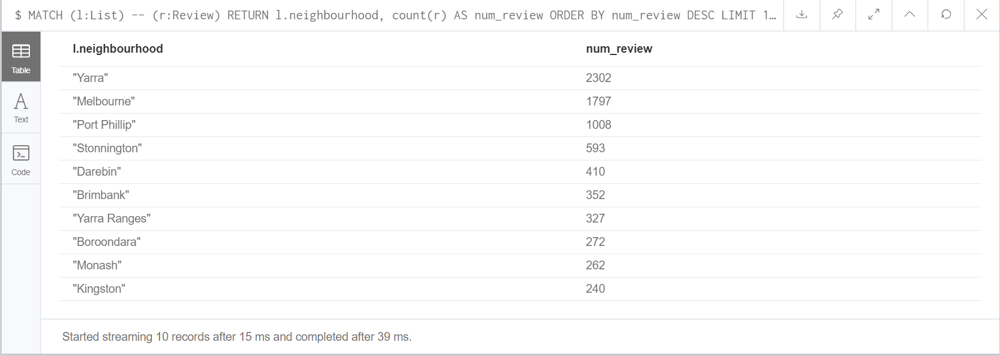 $ MATCH (l:List) -- (r:Review) RETURN l.neighbourhood, count(r) AS num_review ORDER BY num_review DESC LIMIT 1…
Table
Text
Code
l.neighbourhood num_review
"Yarra" 2302
"Melbourne" 1797
"Port Phillip" 1008
"Stonnington" 593
"Darebin" 410
"Brimbank" 352
"Yarra Ranges" 327
"Boroondara" 272
"Monash" 262
"Kingston" 240
Started streaming 10 records after 15 ms and completed after 39 ms.